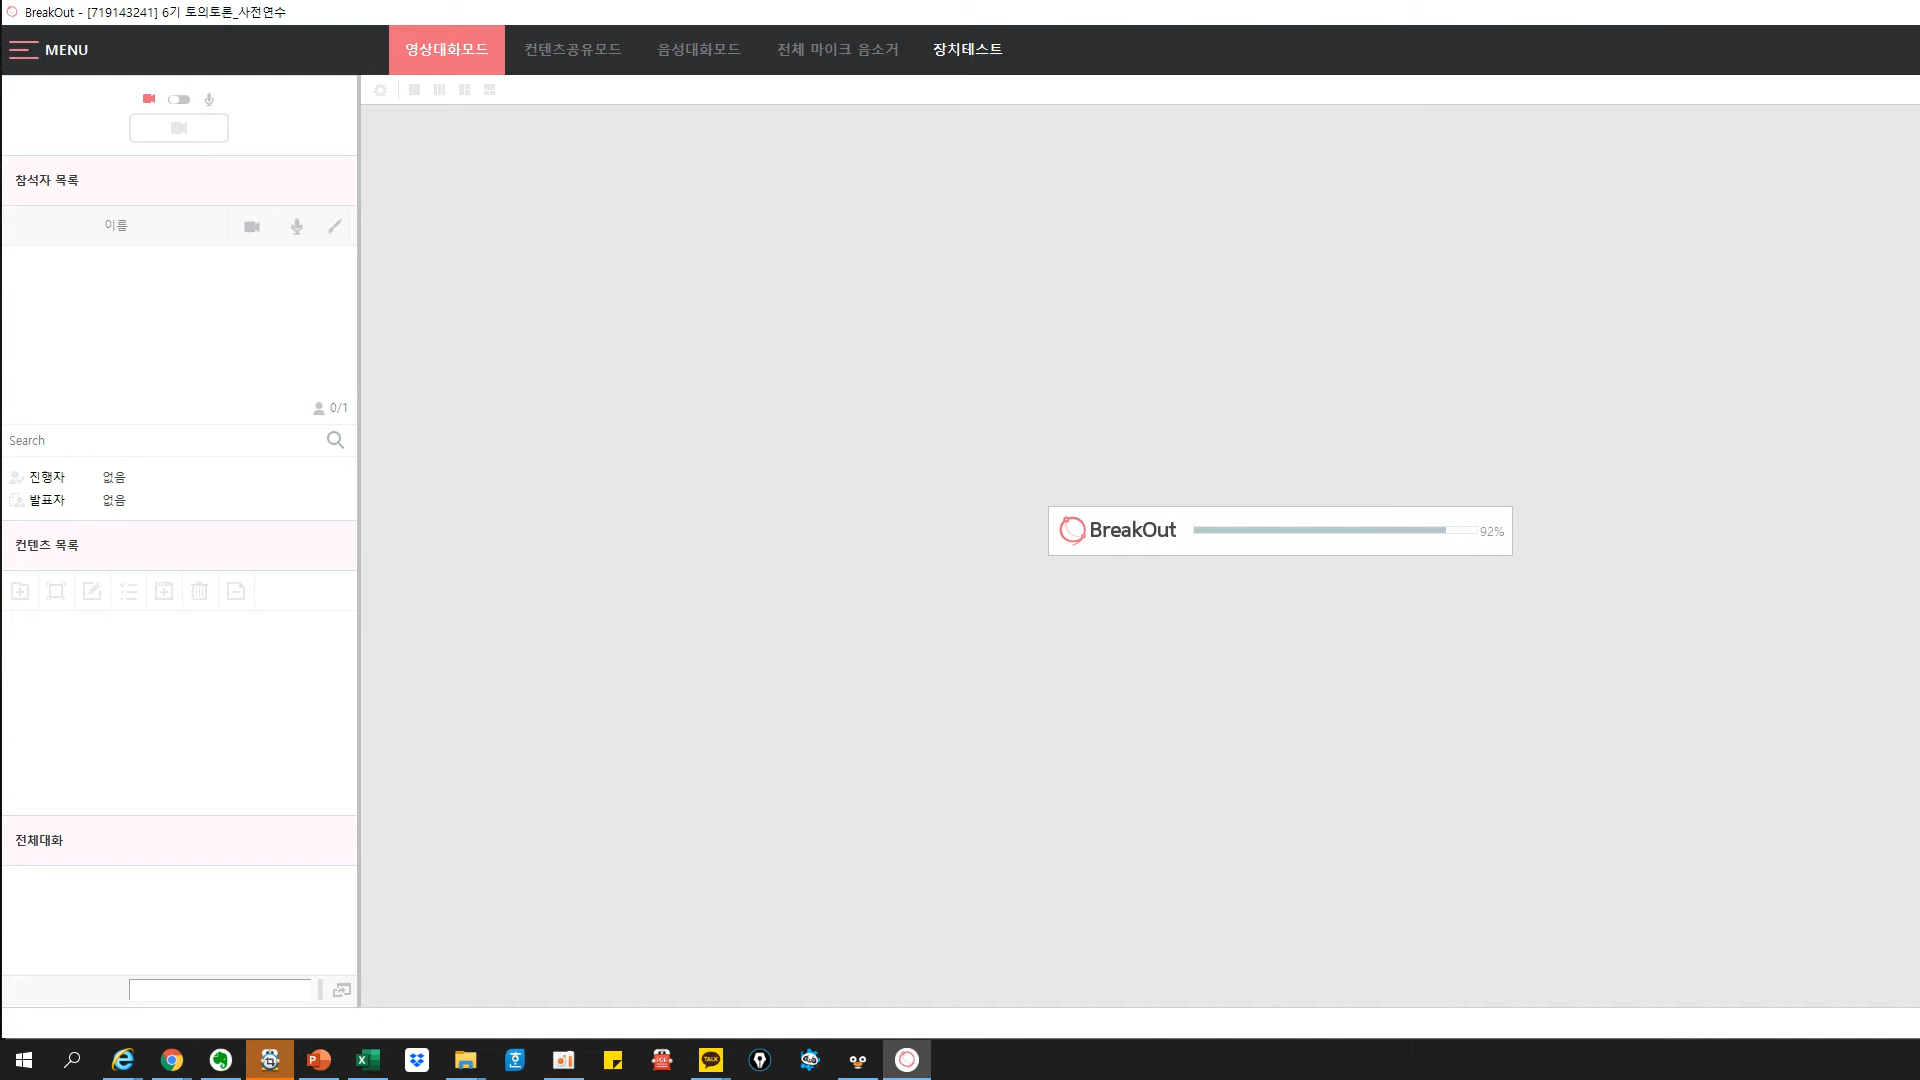 BreakOut - [719143241] 6기 토의토론_사전연수
MENU
영상대화모드 컨텐츠공유모드 음성대화모드 전체 마이크 음소거 장치테스트
참석자 목록
이름
0/1
Search
진행자 없음
발표자 없음
컨텐츠 목록
BreakOut 92%
전체대화
TALK